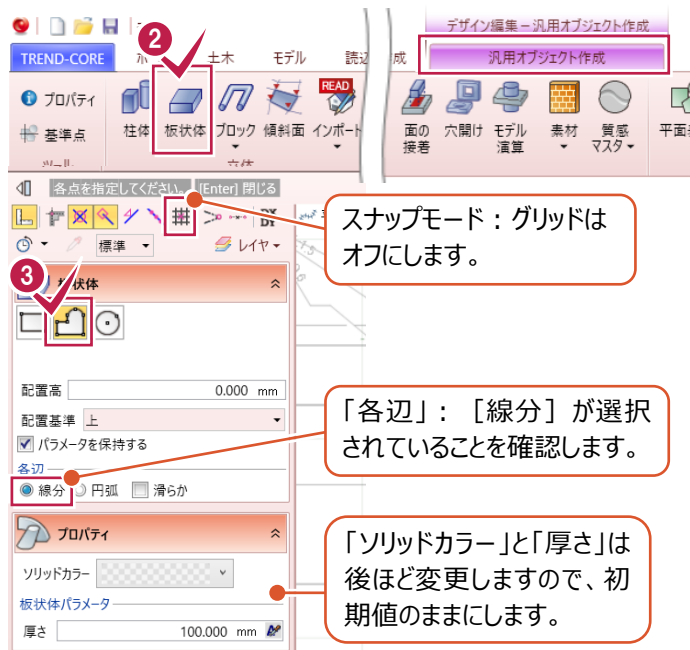 デザイン編集 – 汎用オブジェクト作成
TREND-CORE
土木
モデル
読込
成
汎用オブジェクト作成
2
プロパティ
基準点
柱体
板状体
ブロック
傾斜面
READ
インポート
面の
接着
穴開け
モデル
演算
素材
質感
マスタ
平面
ツール
立体
各点を指定してください。 [Enter] 閉じる
標準
レイヤ
スナップモード：グリッドは
オフにします。
3
板状体
配置高 0.000 mm
配置基準 上
パラメータを保持する
各辺
線分 円弧 滑らか
「各辺」： ［線分］が選択
されていることを確認します。
プロパティ
ソリッドカラー
板状体パラメータ
厚さ 100.000 mm
「ソリッドカラー」と「厚さ」は
後ほど変更しますので、初
期値のままにします。